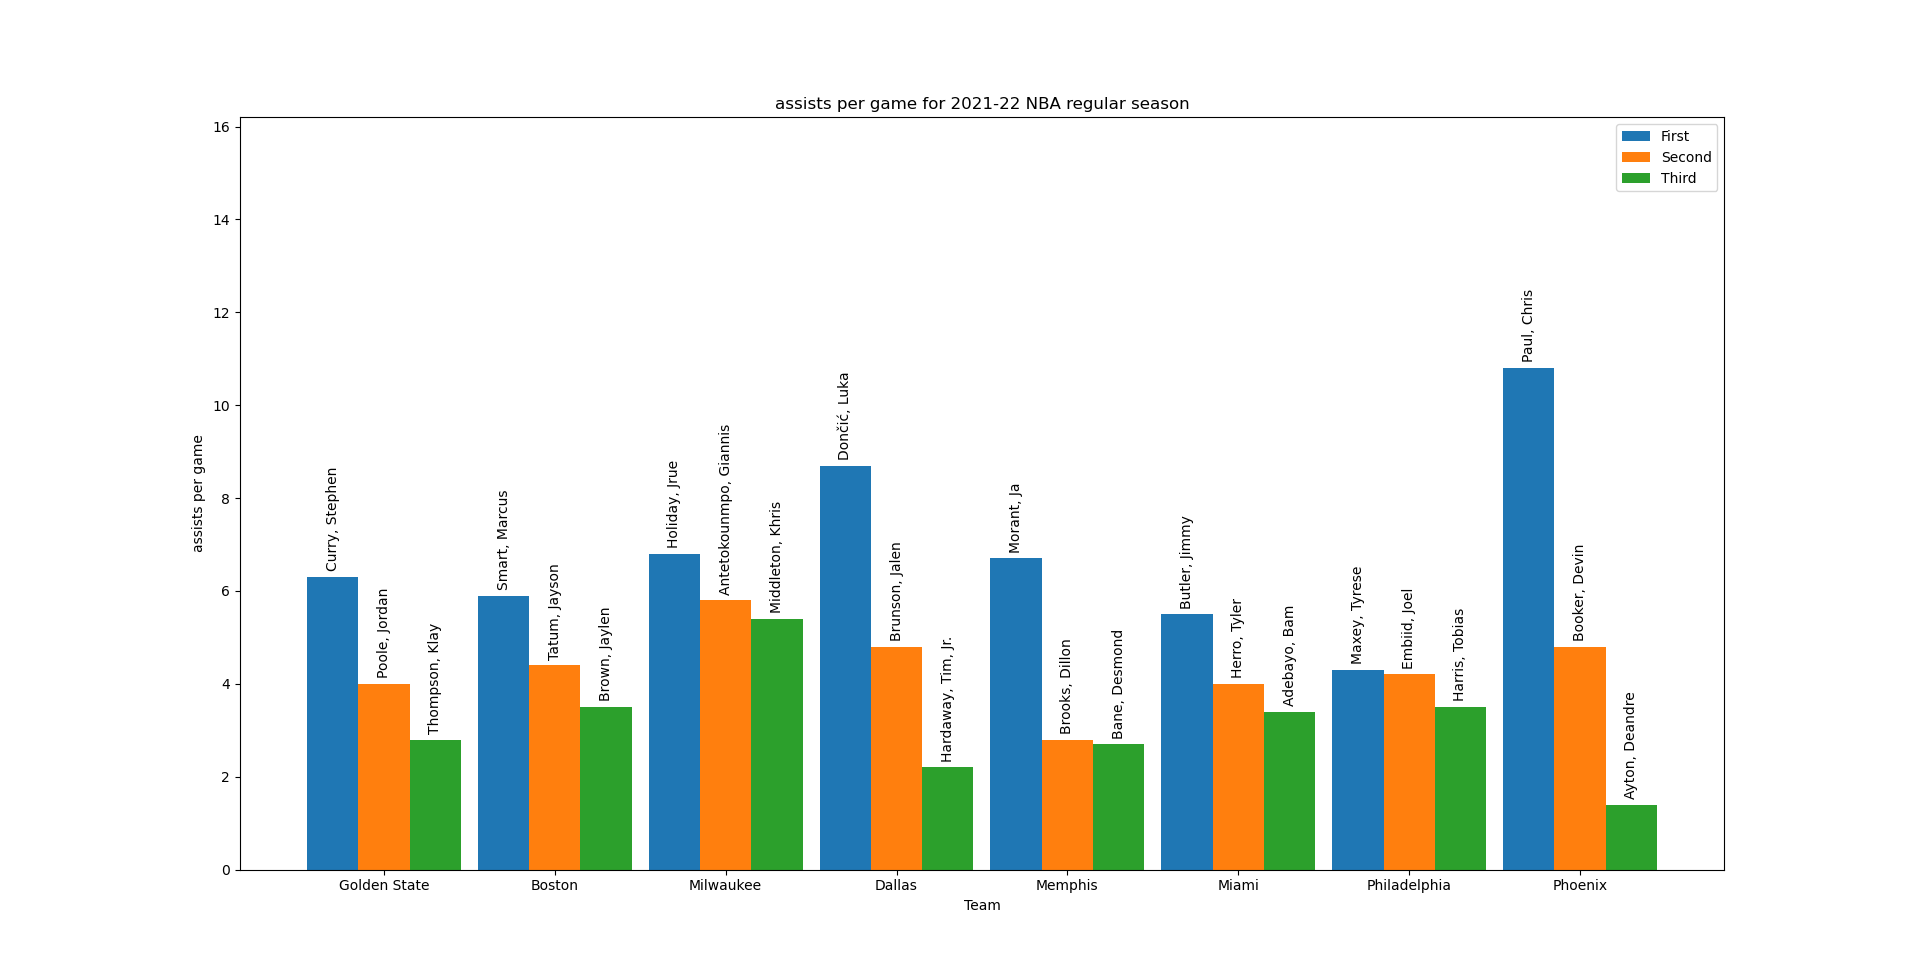 assists per game for 2021-22 NBA regular season
First
Second
Third
assists per game
16
14
12
10
8
6
4
2
0
Curry, Stephen
Poole, Jordan
Thompson, Klay
Smart, Marcus
Tatum, Jayson
Brown, Jaylen
Holiday, Jrue
Antetokounmpo, Giannis
Middleton, Khris
Dončić, Luka
Brunson, Jalen
Hardaway, Tim, Jr.
Morant, Ja
Brooks, Dillon
Bane, Desmond
Butler, Jimmy
Herro, Tyler
Adebayo, Bam
Maxey, Tyrese
Embiid, Joel
Harris, Tobias
Paul, Chris
Booker, Devin
Ayton, Deandre
Golden State
Boston
Milwaukee
Dallas
Memphis
Miami
Philadelphia
Phoenix
Team